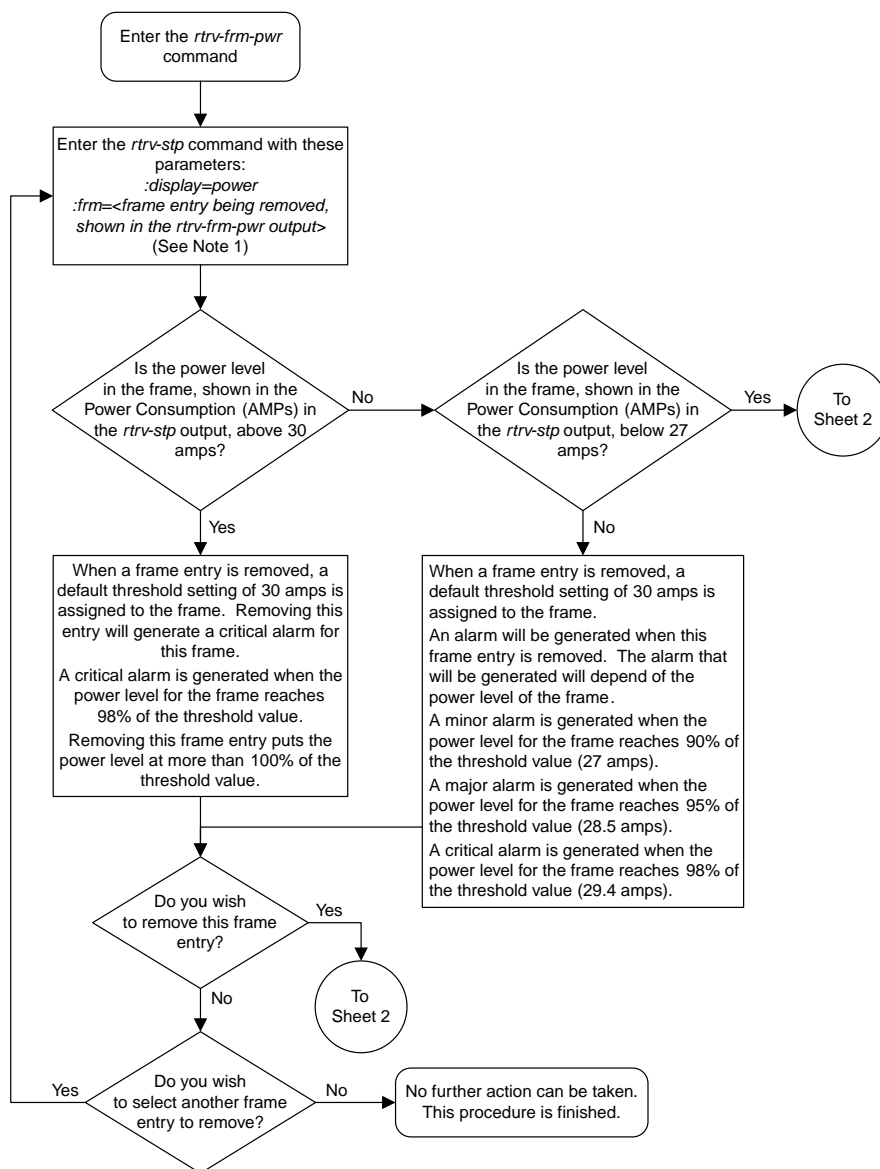 Enter the rtrv-frm-pwr
command
Enter the rtrv-stp command with these
parameters:
:display=power
:frm=<frame entry being removed,
shown in the rtrv-frm-pwr output>
(See Note 1)
Is the power level
in the frame, shown in the
Power Consumption (AMPs) in
the rtrv-stp output, above 30
amps?
No
Is the power level
in the frame, shown in the
Power Consumption (AMPs) in
the rtrv-stp output, below 27
amps?
Yes
To
Sheet 2
Yes
No
When a frame entry is removed, a
default threshold setting of 30 amps is
assigned to the frame. Removing this
entry will generate a critical alarm for
this frame.
A critical alarm is generated when the
power level for the frame reaches
98% of the threshold value.
Removing this frame entry puts the
power level at more than 100% of the
threshold value.
When a frame entry is removed, a
default threshold setting of 30 amps is
assigned to the frame.
An alarm will be generated when this
frame entry is removed. The alarm that
will be generated will depend of the
power level of the frame.
A minor alarm is generated when the
power level for the frame reaches 90% of
the threshold value (27 amps).
A major alarm is generated when the
power level for the frame reaches 95% of
the threshold value (28.5 amps).
A critical alarm is generated when the
power level for the frame reaches 98% of
the threshold value (29.4 amps).
Do you wish
to remove this frame
entry?
Yes
To
Sheet 2
No
Do you wish
to select another frame
entry to remove?
Yes
No
No further action can be taken.
This procedure is finished.